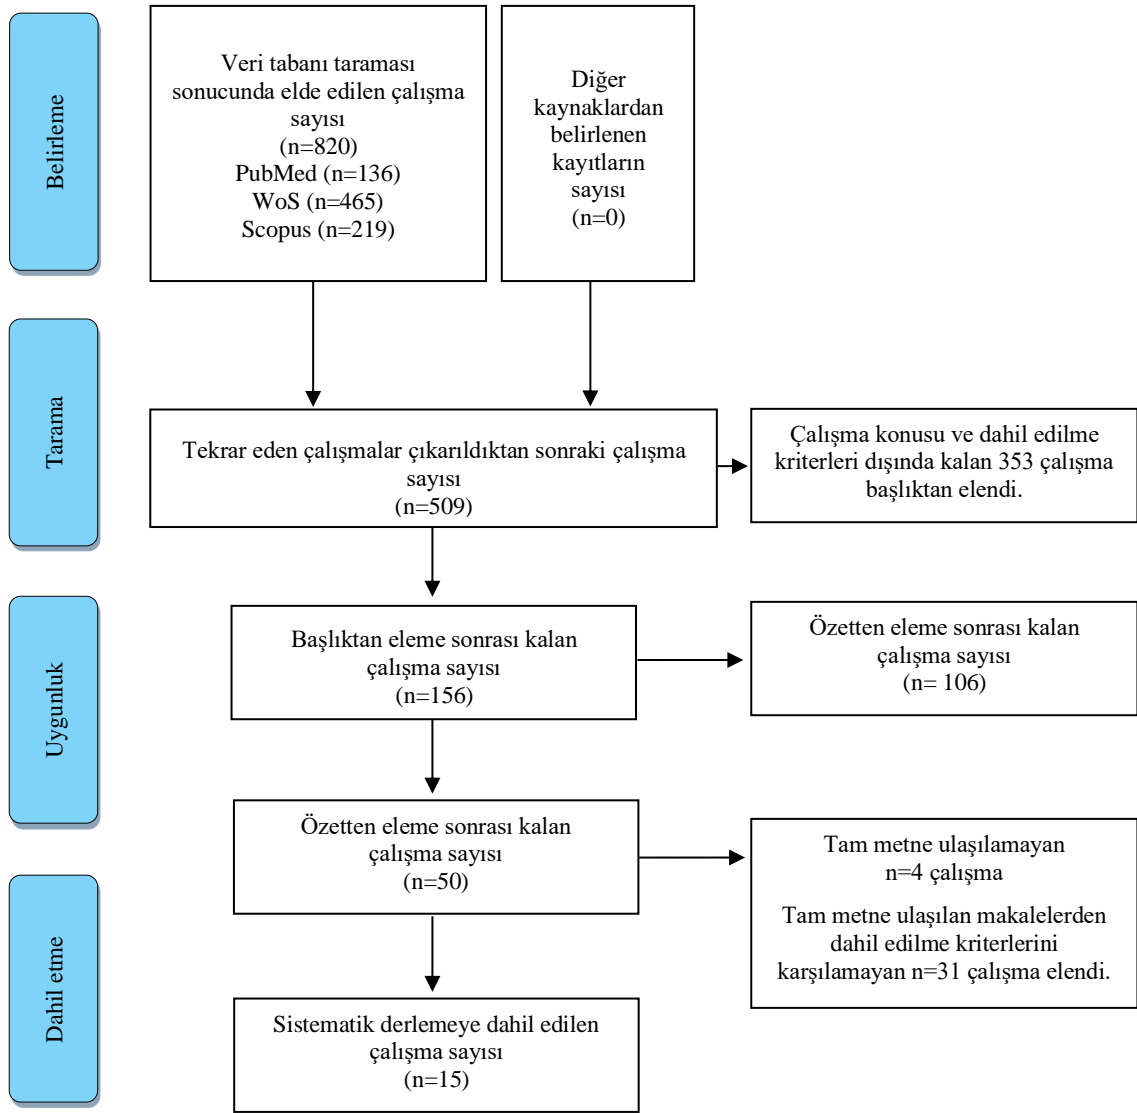 Belirleme
Veri tabanı taraması
sonucunda elde edilen çalışma
sayısı
(n=820)
PubMed (n=136)
WoS (n=465)
Scopus (n=219)
Diğer
kaynaklardan
belirlenen
kayıtların
sayısı
(n=0)
Tarama
Tekrar eden çalışmalar çıkarıldıktan sonraki çalışma
sayısı
(n=509)
Çalışma konusu ve dahil edilme
kriterleri dışında kalan 353 çalışma
başlıktan elendi.
Uygunluk
Başlıktan eleme sonrası kalan
çalışma sayısı
(n=156)
Özetten eleme sonrası kalan
çalışma sayısı
(n= 106)
Özetten eleme sonrası kalan
çalışma sayısı
(n=50)
Tam metne ulaşılamayan
n=4 çalışma
Tam metne ulaşılan makalelerden
dahil edilme kriterlerini
karşılamayan n=31 çalışma elendi.
Dahil etme
Sistematik derlemeye dahil edilen
çalışma sayısı
(n=15)